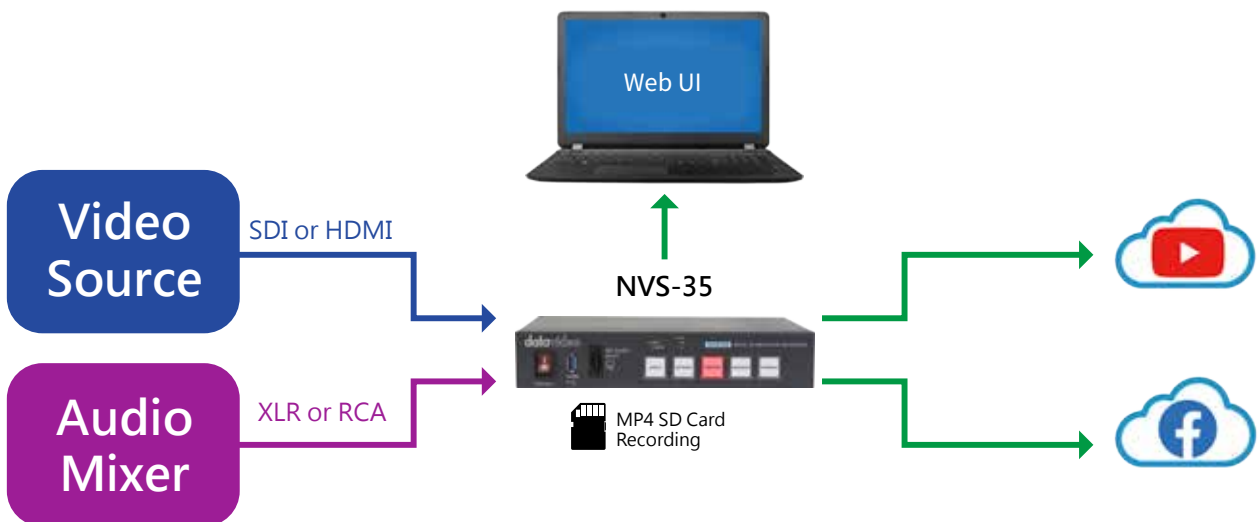 Web UI
Video
Source
SDI or HDMI
NVS-35
datavideo
Audio
Mixer
XLR or RCA
MP4 SD Card
Recording